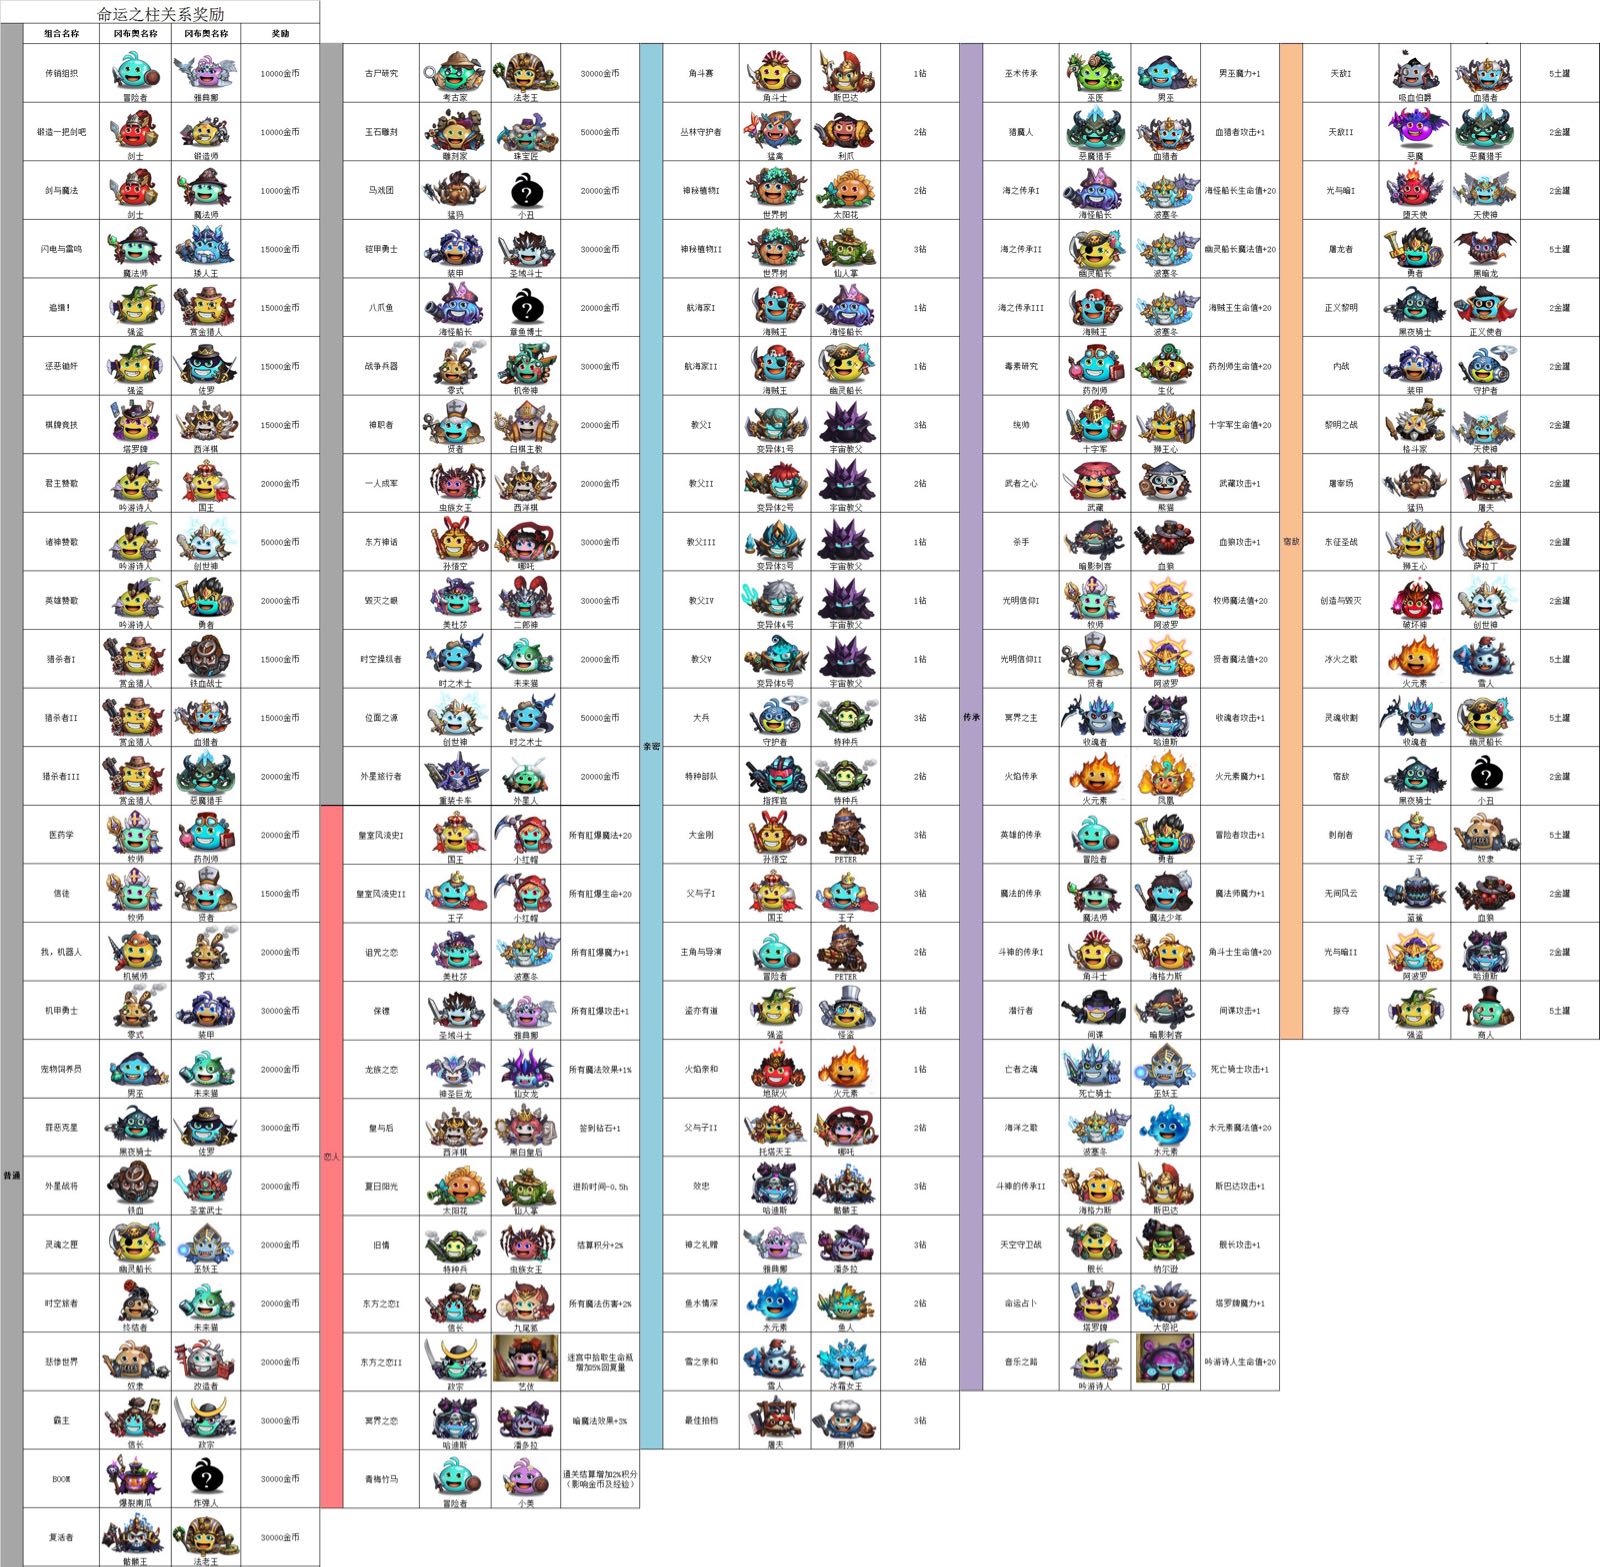 命运之柱关系奖励
组合名称 冈布奥名称 冈布奥名称 奖励
普通
传销组织 冒险者 雅典娜 10000金币
锻造一把剑吧 剑士 锻造师 10000金币
剑与魔法 剑士 魔法师 10000金币
闪电与雷鸣 魔法师 矮人王 15000金币
追缉！ 强盗 赏金猎人 15000金币
惩恶锄奸 强盗 佐罗 15000金币
棋牌竞技 塔罗牌 西洋棋 15000金币
君主赞歌 吟游诗人 国王 20000金币
诸神赞歌 吟游诗人 创世神 50000金币
英雄赞歌 吟游诗人 勇者 20000金币
猎杀者I 赏金猎人 铁血战士 15000金币
猎杀者II 赏金猎人 血猎者 15000金币
猎杀者III 赏金猎人 恶魔猎手 20000金币
医药学 牧师 药剂师 20000金币
信徒 牧师 贤者 15000金币
我，机器人 机械师 零式 20000金币
机甲勇士 零式 装甲 30000金币
宠物饲养员 男巫 未来猫 20000金币
罪恶克星 黑夜骑士 佐罗 30000金币
外星战将 铁血 圣堂武士 20000金币
灵魂之匣 幽灵船长 巫妖王 20000金币
时空旅者 终结者 未来猫 20000金币
悲惨世界 奴隶 改造者 20000金币
霸主 信长 政宗 30000金币
BOOM 爆裂南瓜 炸弹人 30000金币
复活者 骷髅王 法老王 30000金币
古尸研究 考古家 法老王 30000金币
玉石雕刻 雕刻家 珠宝匠 50000金币
马戏团 猛犸 小丑 20000金币
铠甲勇士 装甲 圣域斗士 30000金币
八爪鱼 海怪船长 章鱼博士 20000金币
战争兵器 零式 机帝神 30000金币
神职者 贤者 白棋主教 20000金币
一人成军 虫族女王 西洋棋 20000金币
东方神话 孙悟空 哪吒 30000金币
毁灭之眼 美杜莎 二郎神 30000金币
时空操纵者 时之术士 未来猫 20000金币
位面之源 创世神 时之术士 50000金币
外星旅行者 重装卡车 外星人 20000金币
恋人
皇室风流史I 国王 小红帽 所有肛爆魔法+20
皇室风流史II 王子 小红帽 所有肛爆生命+20
诅咒之恋 美杜莎 波塞冬 所有肛爆魔力+1
保镖 圣域斗士 雅典娜 所有肛爆攻击+1
龙族之恋 神圣巨龙 仙女龙 所有魔法效果+1%
皇与后 西洋棋 黑白皇后 签到钻石+1
夏日阳光 太阳花 仙人掌 进阶时间-0.5h
旧情 特种兵 虫族女王 结算积分+2%
东方之恋I 信长 九尾狐 所有魔法伤害+2%
东方之恋II 政宗 艺伎 迷宫中拾取生命瓶
增加5%回复量
冥界之恋 哈迪斯 潘多拉 暗魔法效果+3%
青梅竹马 冒险者 小美 通关结算增加2%积分
（影响金币及经验）
亲密
角斗赛 角斗士 斯巴达 1钻
丛林守护者 猛禽 利爪 2钻
神秘植物I 世界树 太阳花 2钻
神秘植物II 世界树 仙人掌 3钻
航海家I 海贼王 海怪船长 1钻
航海家II 海贼王 幽灵船长 1钻
教父I 变异体1号 宇宙教父 3钻
教父II 变异体2号 宇宙教父 2钻
教父III 变异体3号 宇宙教父 1钻
教父IV 变异体4号 宇宙教父 1钻
教父V 变异体5号 宇宙教父 1钻
大兵 守护者 特种兵 3钻
特种部队 指挥官 特种兵 2钻
大金刚 孙悟空 PETER 3钻
父与子I 国王 王子 3钻
主角与导演 冒险者 PETER 2钻
盗亦有道 强盗 怪盗 1钻
火焰亲和 地狱火 火元素 1钻
父与子II 托塔天王 哪吒 2钻
效忠 哈迪斯 骷髅王 3钻
神之礼赠 雅典娜 潘多拉 3钻
鱼水情深 水元素 鱼人 2钻
雪之亲和 雪人 冰霜女王 2钻
最佳拍档 屠夫 厨师 3钻
传承
巫术传承 巫医 男巫 男巫魔力+1
猎魔人 恶魔猎手 血猎者 血猎者攻击+1
海之传承I 海怪船长 波塞冬 海怪船长生命值+20
海之传承II 幽灵船长 波塞冬 幽灵船长魔法值+20
海之传承III 海贼王 波塞冬 海贼王生命值+20
毒素研究 药剂师 生化 药剂师生命值+20
统帅 十字军 狮王心 十字军生命值+20
武者之心 武藏 熊猫 武藏攻击+1
杀手 暗影刺客 血狼 血狼攻击+1
光明信仰I 牧师 阿波罗 牧师魔法值+20
光明信仰II 贤者 阿波罗 贤者魔法值+20
冥界之主 收魂者 哈迪斯 收魂者攻击+1
火焰传承 火元素 凤凰 火元素魔力+1
英雄的传承 冒险者 勇者 冒险者攻击+1
魔法的传承 魔法师 魔法少年 魔法师魔力+1
斗神的传承I 角斗士 海格力斯 角斗士生命值+20
潜行者 间谍 暗影刺客 间谍攻击+1
亡者之魂 死亡骑士 巫妖王 死亡骑士攻击+1
海洋之歌 波塞冬 水元素 水元素魔法值+20
斗神的传承II 海格力斯 斯巴达 斯巴达攻击+1
天空守卫战 舰长 纳尔逊 舰长攻击+1
命运占卜 塔罗牌 大祭祀 塔罗牌魔力+1
音乐之路 吟游诗人 DJ 吟游诗人生命值+20
宿敌
天敌I 吸血伯爵 血猎者 5土罐
天敌II 恶魔 恶魔猎手 2金罐
光与暗I 堕天使 天使神 2金罐
屠龙者 勇者 黑暗龙 5土罐
正义黎明 黑夜骑士 正义使者 2金罐
内战 装甲 守护者 2金罐
黎明之战 格斗家 天使神 2金罐
屠宰场 猛犸 屠夫 2金罐
东征圣战 狮王心 萨拉丁 2金罐
创造与毁灭 破坏神 创世神 2金罐
冰火之歌 火元素 雪人 5土罐
灵魂收割 收魂者 幽灵船长 5土罐
宿敌 黑夜骑士 小丑 2金罐
剥削者 王子 奴隶 5土罐
无间风云 蓝鲨 血狼 2金罐
光与暗II 阿波罗 哈迪斯 2金罐
掠夺 强盗 商人 5土罐